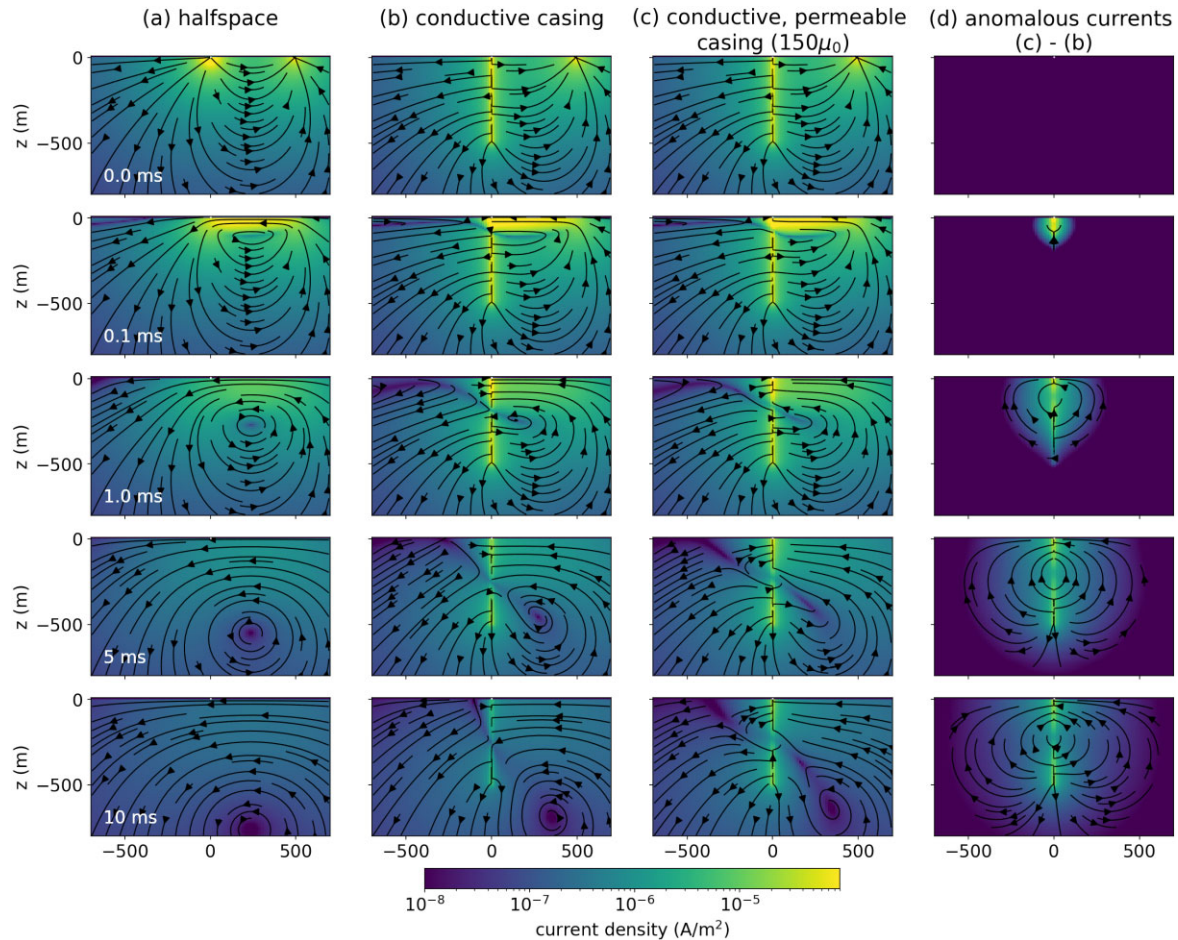 (a) halfspace
(b) conductive casing
(c) conductive, permeable
casing (150μ₀)
(d) anomalous currents
(c) - (b)
z (m)
0
−500
0.0 ms
z (m)
0
−500
0.1 ms
z (m)
0
−500
1.0 ms
z (m)
0
−500
5 ms
z (m)
0
−500
10 ms
−500 0 500
−500 0 500
−500 0 500
−500 0 500
10⁻⁸ 10⁻⁷ 10⁻⁶ 10⁻⁵
current density (A/m²)